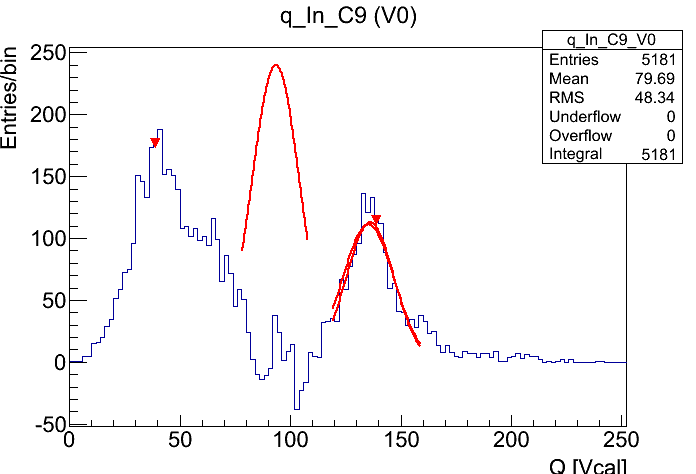 q_In_C9 (V0)
q_In_C9_V0
Entries 5181
Mean 79.69
RMS 48.34
Underflow 0
Overflow 0
Integral 5181
Entries/bin
250
200
150
100
50
0
-50
0 50 100 150 200 250
Q [Vcal]